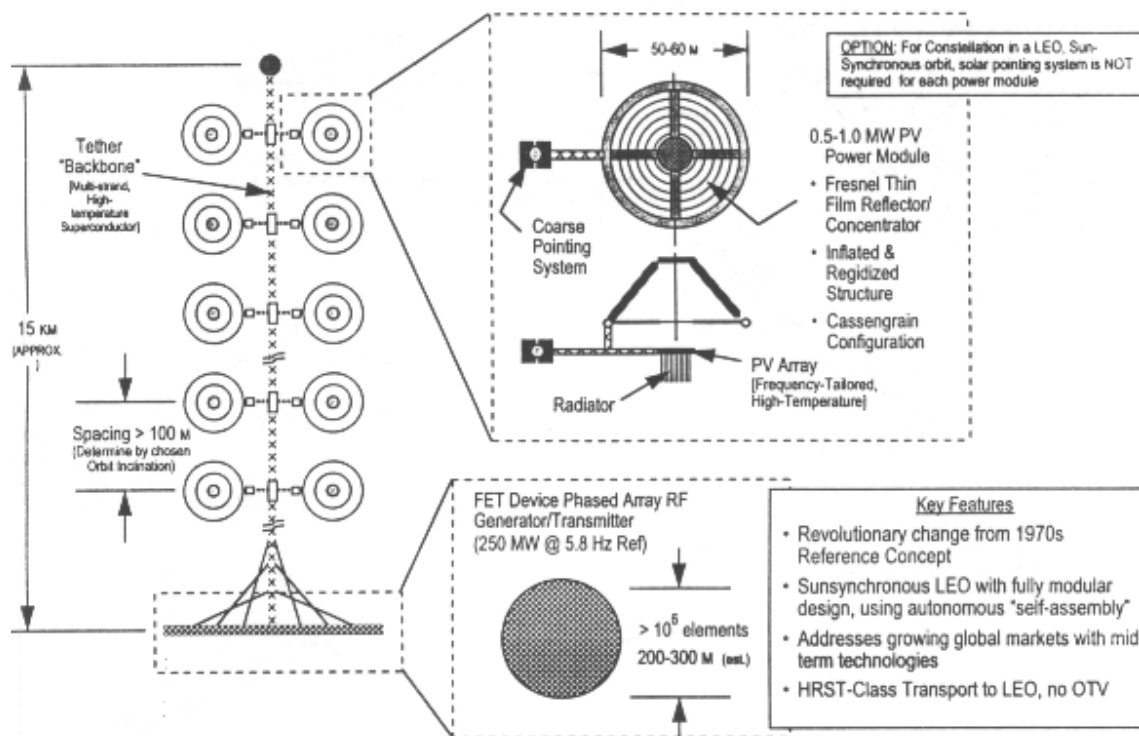 50-60 M
OPTION: For Constellation in a LEO, Sun-
Synchronous orbit, solar pointing system is NOT
required for each power module
Tether
"Backbone"
[Multi-strand,
High-
temperature
Superconductor]
0.5-1.0 MW PV
Power Module
• Fresnel Thin
Film Reflector/
Concentrator
• Inflated &
Regidized
Structure
• Cassengrain
Configuration
Coarse
Pointing
System
15 KM
(APPROX.
)
PV Array
[Frequency-Tailored,
High-Temperature]
Radiator
Spacing > 100 M
(Determine by chosen
Orbit Inclination)
FET Device Phased Array RF
Generator/Transmitter
(250 MW @ 5.8 Hz Ref)
> 10⁶ elements
200-300 M (est.)
Key Features
• Revolutionary change from 1970s
Reference Concept
• Sunsynchronous LEO with fully modular
design, using autonomous "self-assembly"
• Addresses growing global markets with mid
term technologies
• HRST-Class Transport to LEO, no OTV